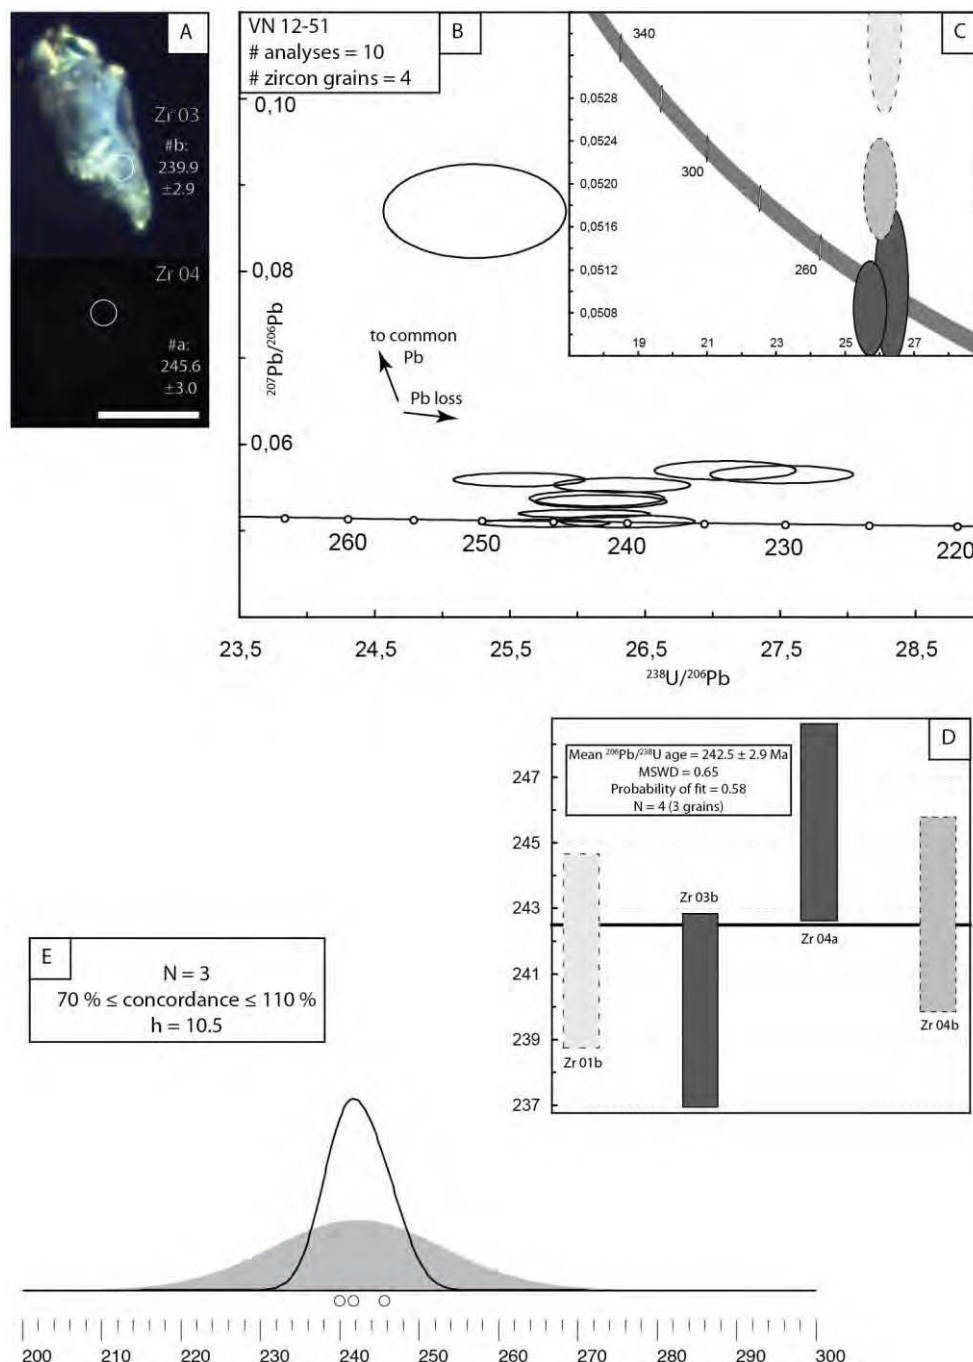 A
Zr 03
#b:
239.9
±2.9
Zr 04
#a:
245.6
±3.0
VN 12-51
# analyses = 10
# zircon grains = 4
B
0,10
0,08
0,06
²⁰⁷Pb/²⁰⁶Pb
to common
Pb
Pb loss
260 250 240 230 220
23,5 24,5 25,5 26,5 27,5 28,5
²³⁸U/²⁰⁶Pb
C
0,0528
0,0524
0,0520
0,0516
0,0512
0,0508
340
300
260
19 21 23 25 27
D
Mean ²⁰⁶Pb/²³⁸U age = 242.5 ± 2.9 Ma
MSWD = 0.65
Probability of fit = 0.58
N = 4 (3 grains)
247
245
243
241
239
237
Zr 01b
Zr 03b
Zr 04a
Zr 04b
E
N = 3
70 % ≤ concordance ≤ 110 %
h = 10.5
200 210 220 230 240 250 260 270 280 290 300